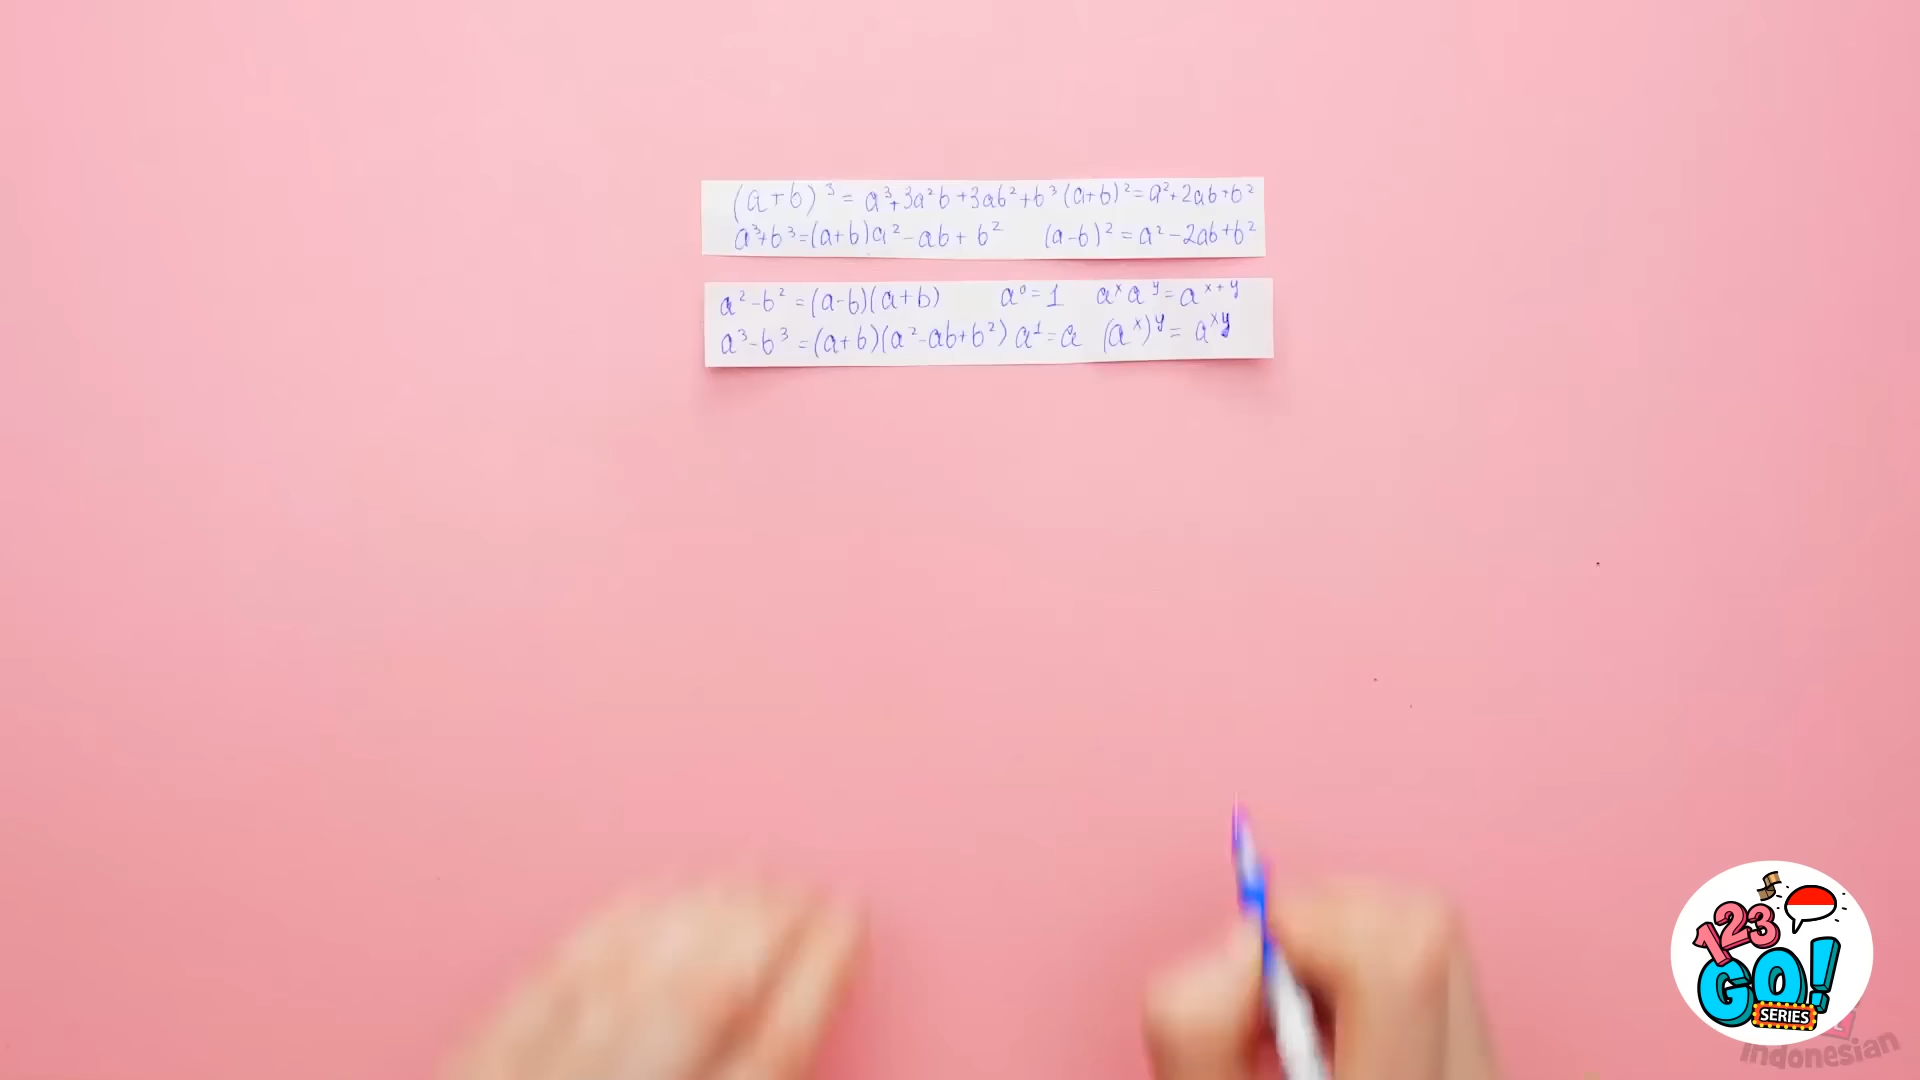 (a+b)³ = a³+3a²b+3ab²+b³ (a+b)²=a²+2ab+b²
a³+b³=(a+b)a²-ab+b² (a-b)²=a²-2ab+b²
a²-b²=(a-b)(a+b) a⁰=1 aˣaʸ=aˣ⁺ʸ
a³-b³=(a+b)(a²-ab+b²) a¹=a (aˣ)ʸ=aˣʸ
123
GO!
SERIES
Indonesian